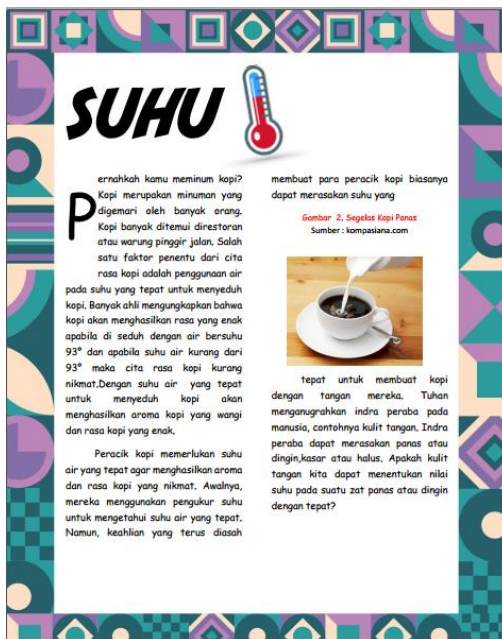 SUHU
Pernahkah kamu meminum kopi?
Kopi merupakan minuman yang
digemari oleh banyak orang.
Kopi banyak ditemui direstoran
atau warung pinggir jalan. Salah
satu faktor penentu dari cita
rasa kopi adalah penggunaan air
pada suhu yang tepat untuk menyeduh
kopi. Banyak ahli mengungkapkan bahwa
kopi akan menghasilkan rasa yang enak
apabila di seduh dengan air bersuhu
93° dan apabila suhu air kurang dari
93° maka cita rasa kopi kurang
nikmat.Dengan suhu air yang tepat
untuk menyeduh kopi akan
menghasilkan aroma kopi yang wangi
dan rasa kopi yang enak.
Peracik kopi memerlukan suhu
air yang tepat agar menghasilkan aroma
dan rasa kopi yang nikmat. Awalnya,
mereka menggunakan pengukur suhu
untuk mengetahui suhu air yang tepat.
Namun, keahlian yang terus diasah
membuat para peracik kopi biasanya
dapat merasakan suhu yang
Gambar 2. Segelas Kopi Panas
Sumber : kompasiana.com
tepat untuk membuat kopi
dengan tangan mereka. Tuhan
menganugrahkan indra peraba pada
manusia, contohnya kulit tangan. Indra
peraba dapat merasakan panas atau
dingin,kasar atau halus. Apakah kulit
tangan kita dapat menentukan nilai
suhu pada suatu zat panas atau dingin
dengan tepat?